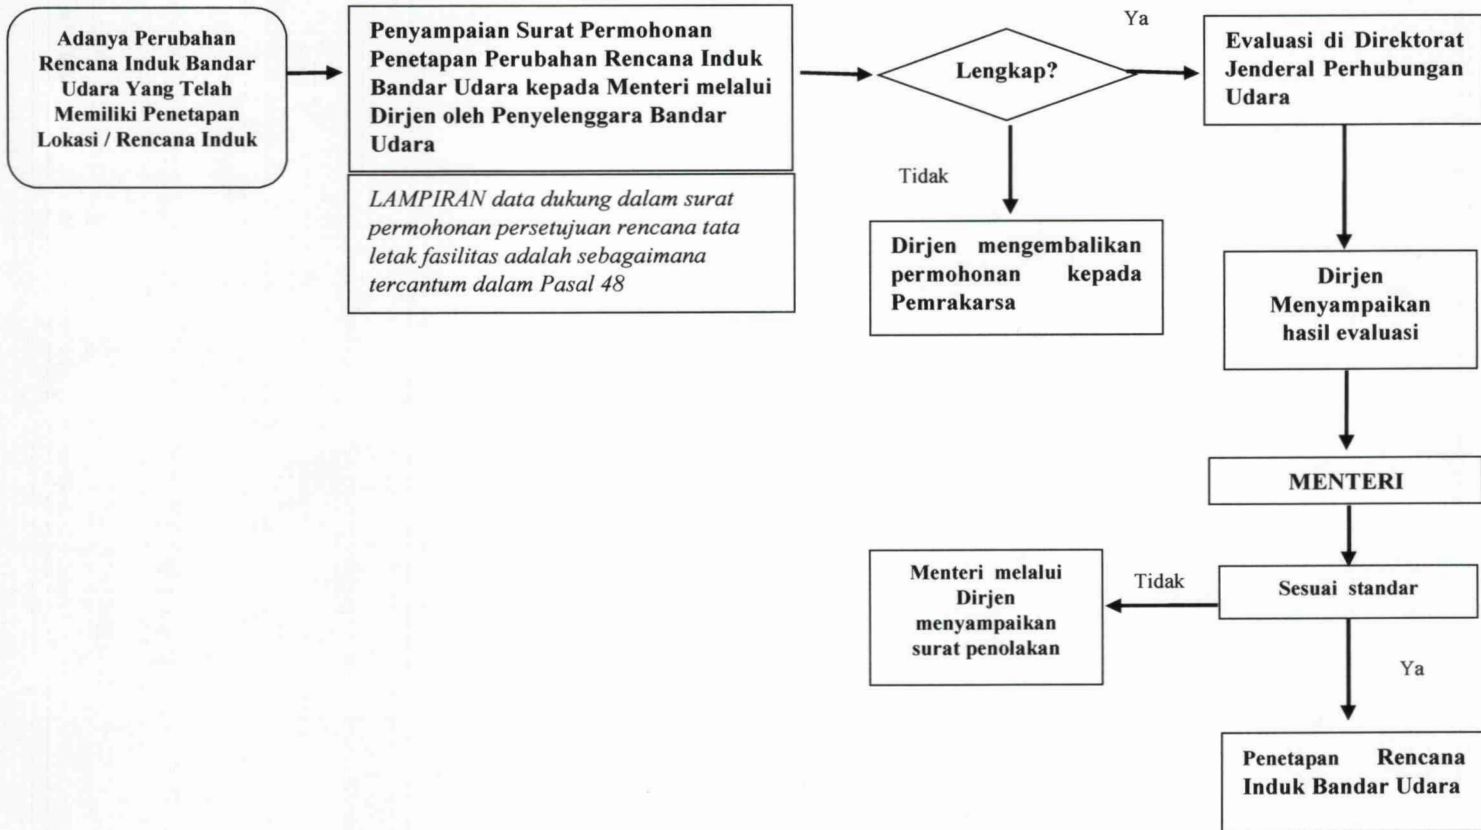 Adanya Perubahan
Rencana Induk Bandar
Udara Yang Telah
Memiliki Penetapan
Lokasi / Rencana Induk
Penyampaian Surat Permohonan
Penetapan Perubahan Rencana Induk
Bandar Udara kepada Menteri melalui
Dirjen oleh Penyelenggara Bandar
Udara
LAMPIRAN data dukung dalam surat
permohonan persetujuan rencana tata
letak fasilitas adalah sebagaimana
tercantum dalam Pasal 48
Lengkap?
Ya
Evaluasi di Direktorat
Jenderal Perhubungan
Udara
Tidak
Dirjen mengembalikan
permohonan kepada
Pemrakarsa
Dirjen
Menyampaikan
hasil evaluasi
MENTERI
Sesuai standar
Tidak
Menteri melalui
Dirjen
menyampaikan
surat penolakan
Ya
Penetapan Rencana
Induk Bandar Udara